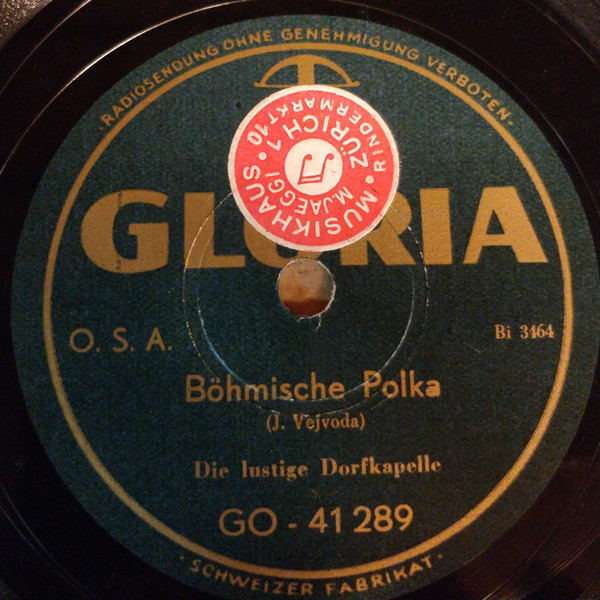 ·RADIOSENDUNG OHNE GENEHMIGUNG VERBOTEN·
MUSIKHAUS·
M. JAEGGI
ZÜRICH 1·
RINDERMARKT 10
GLORIA
O. S. A.
Bi 3464
Böhmische Polka
(J. Vejvoda)
Die lustige Dorfkapelle
GO - 41 289
·SCHWEIZER FABRIKAT·